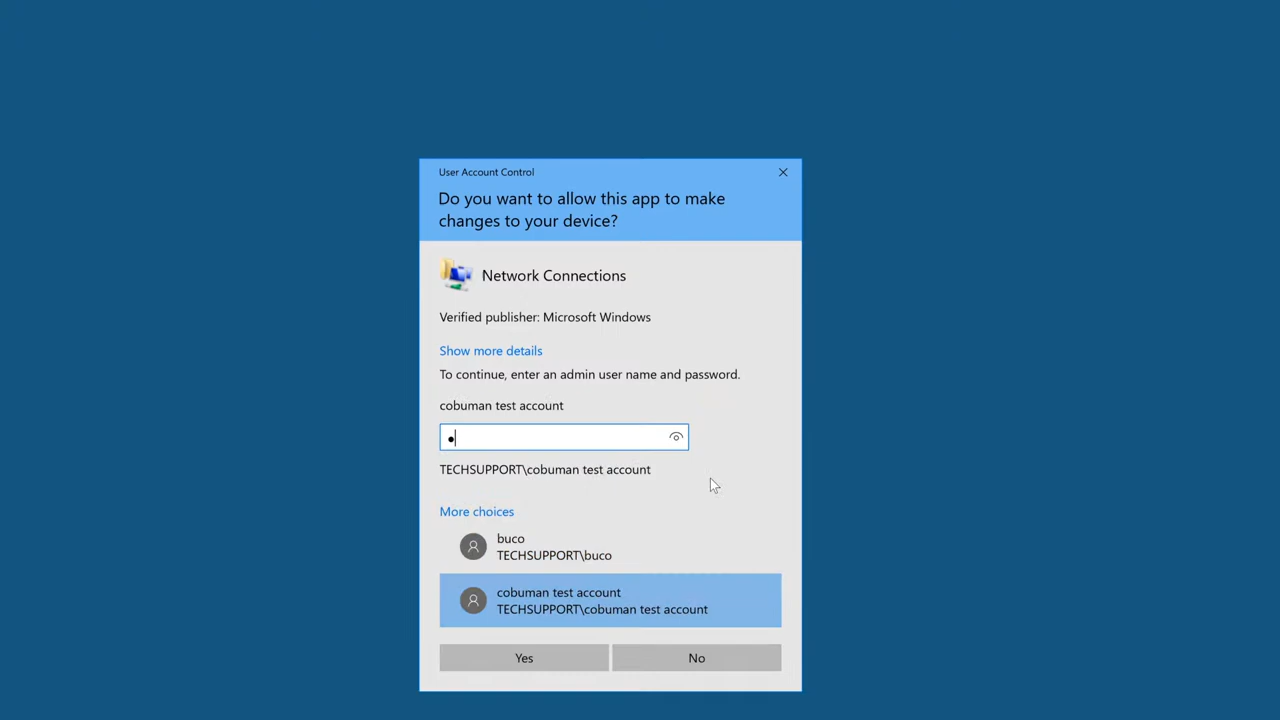 User Account Control
Do you want to allow this app to make
changes to your device?
Network Connections
Verified publisher: Microsoft Windows
Show more details
To continue, enter an admin user name and password.
cobuman test account
●
TECHSUPPORT\cobuman test account
More choices
buco
TECHSUPPORT\buco
cobuman test account
TECHSUPPORT\cobuman test account
Yes
No